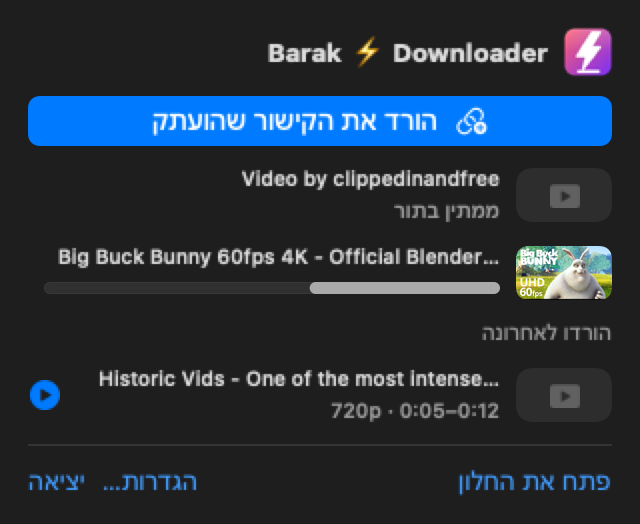 Barak ⚡ Downloader
הורד את הקישור שהועתק
Video by clippedinandfree
ממתין בתור
Big Buck Bunny 60fps 4K - Official Blender...
Big Buck
BUNNY
UHD
60fps
הורדו לאחרונה
Historic Vids - One of the most intense...
720p · 0:05–0:12
פתח את החלון
הגדרות...
יציאה